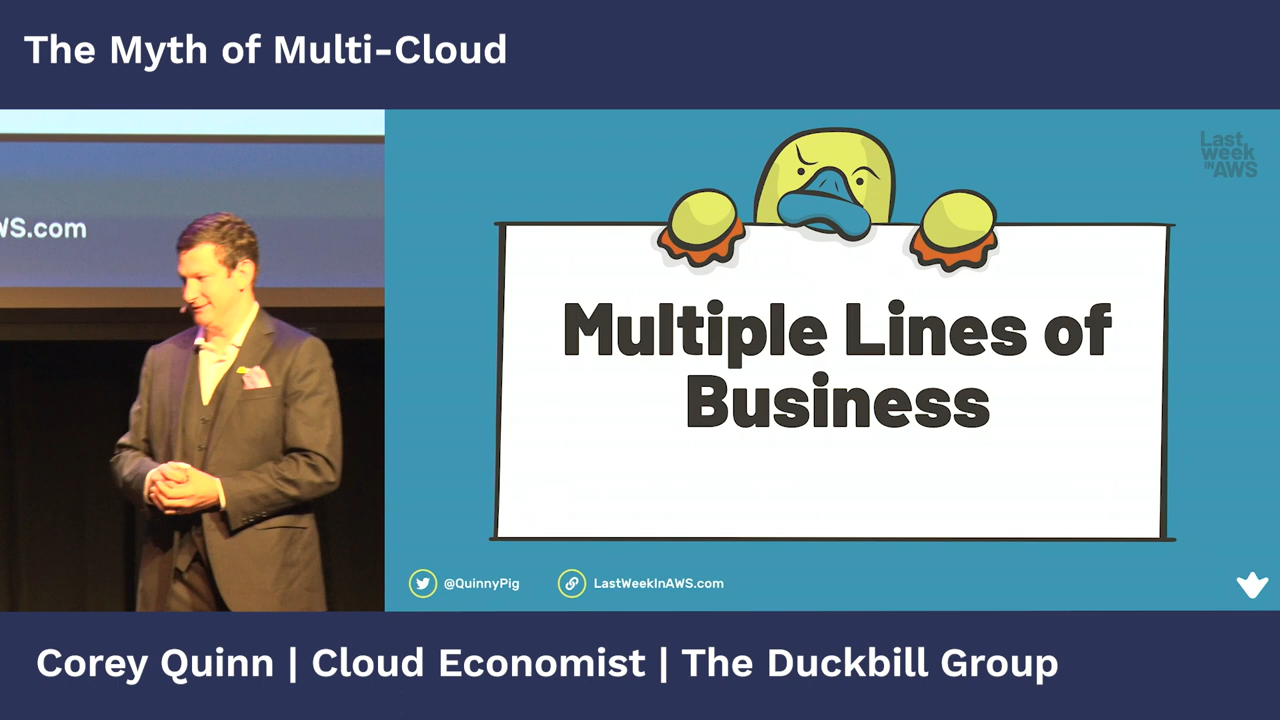 The Myth of Multi-Cloud
WS.com
Last
week
IN AWS
Multiple Lines of
Business
@QuinnyPig
LastWeekInAWS.com
Corey Quinn | Cloud Economist | The Duckbill Group